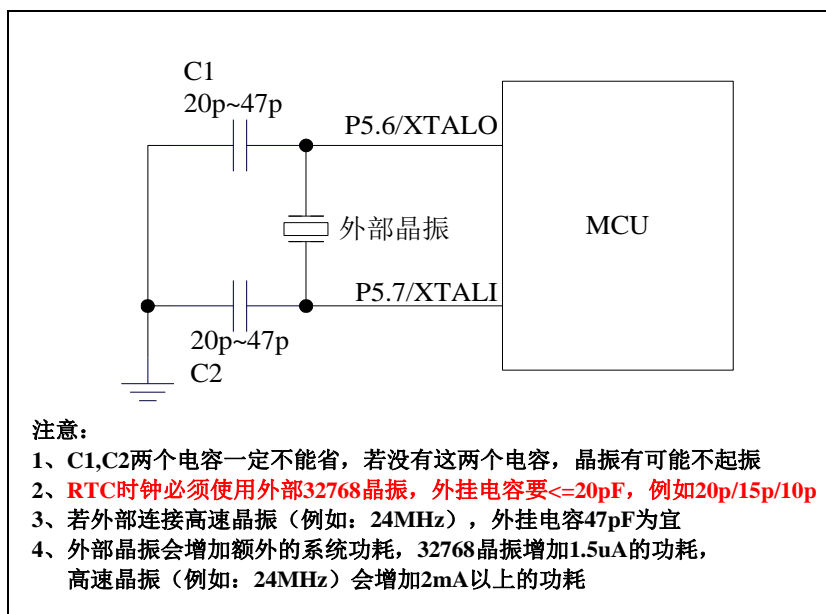 C1
20p~47p
P5.6/XTALO
外部晶振
MCU
P5.7/XTALI
20p~47p
C2
注意：
1、C1,C2两个电容一定不能省，若没有这两个电容，晶振有可能不起振
2、RTC时钟必须使用外部32768晶振，外挂电容要<=20pF，例如20p/15p/10p
3、若外部连接高速晶振（例如：24MHz），外挂电容47pF为宜
4、外部晶振会增加额外的系统功耗，32768晶振增加1.5uA的功耗，
高速晶振（例如：24MHz）会增加2mA以上的功耗